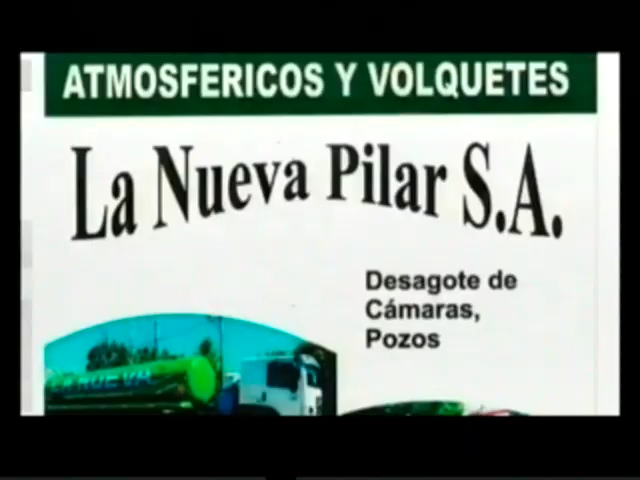 ATMOSFERICOS Y VOLQUETES
La Nueva Pilar S.A.
Desagote de
Cámaras,
Pozos